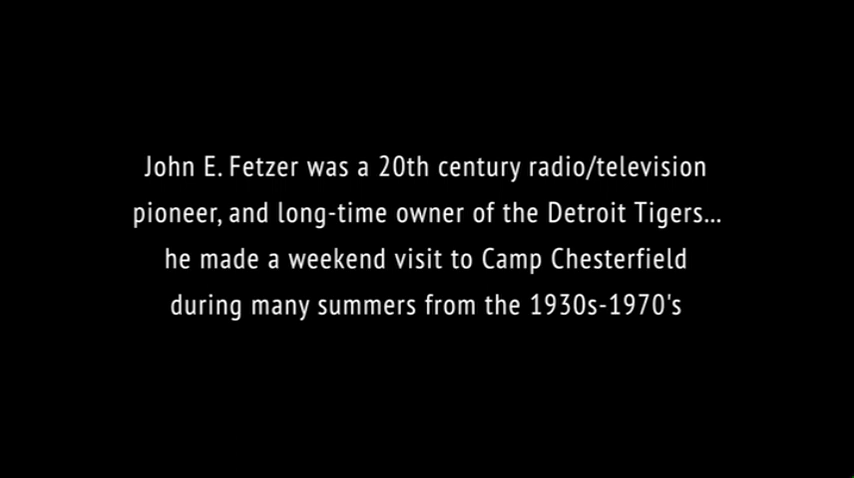 John E. Fetzer was a 20th century radio/television
pioneer, and long-time owner of the Detroit Tigers...
he made a weekend visit to Camp Chesterfield
during many summers from the 1930s-1970's